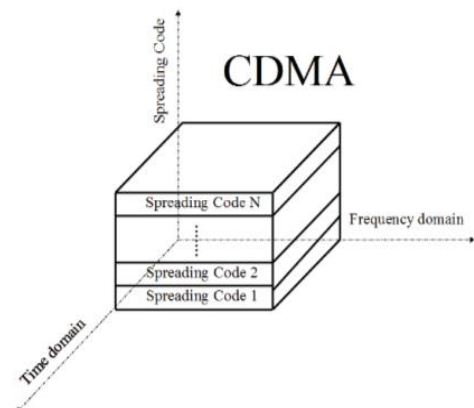 Spreading Code
CDMA
Spreading Code N
Frequency domain
Spreading Code 2
Spreading Code 1
Time domain